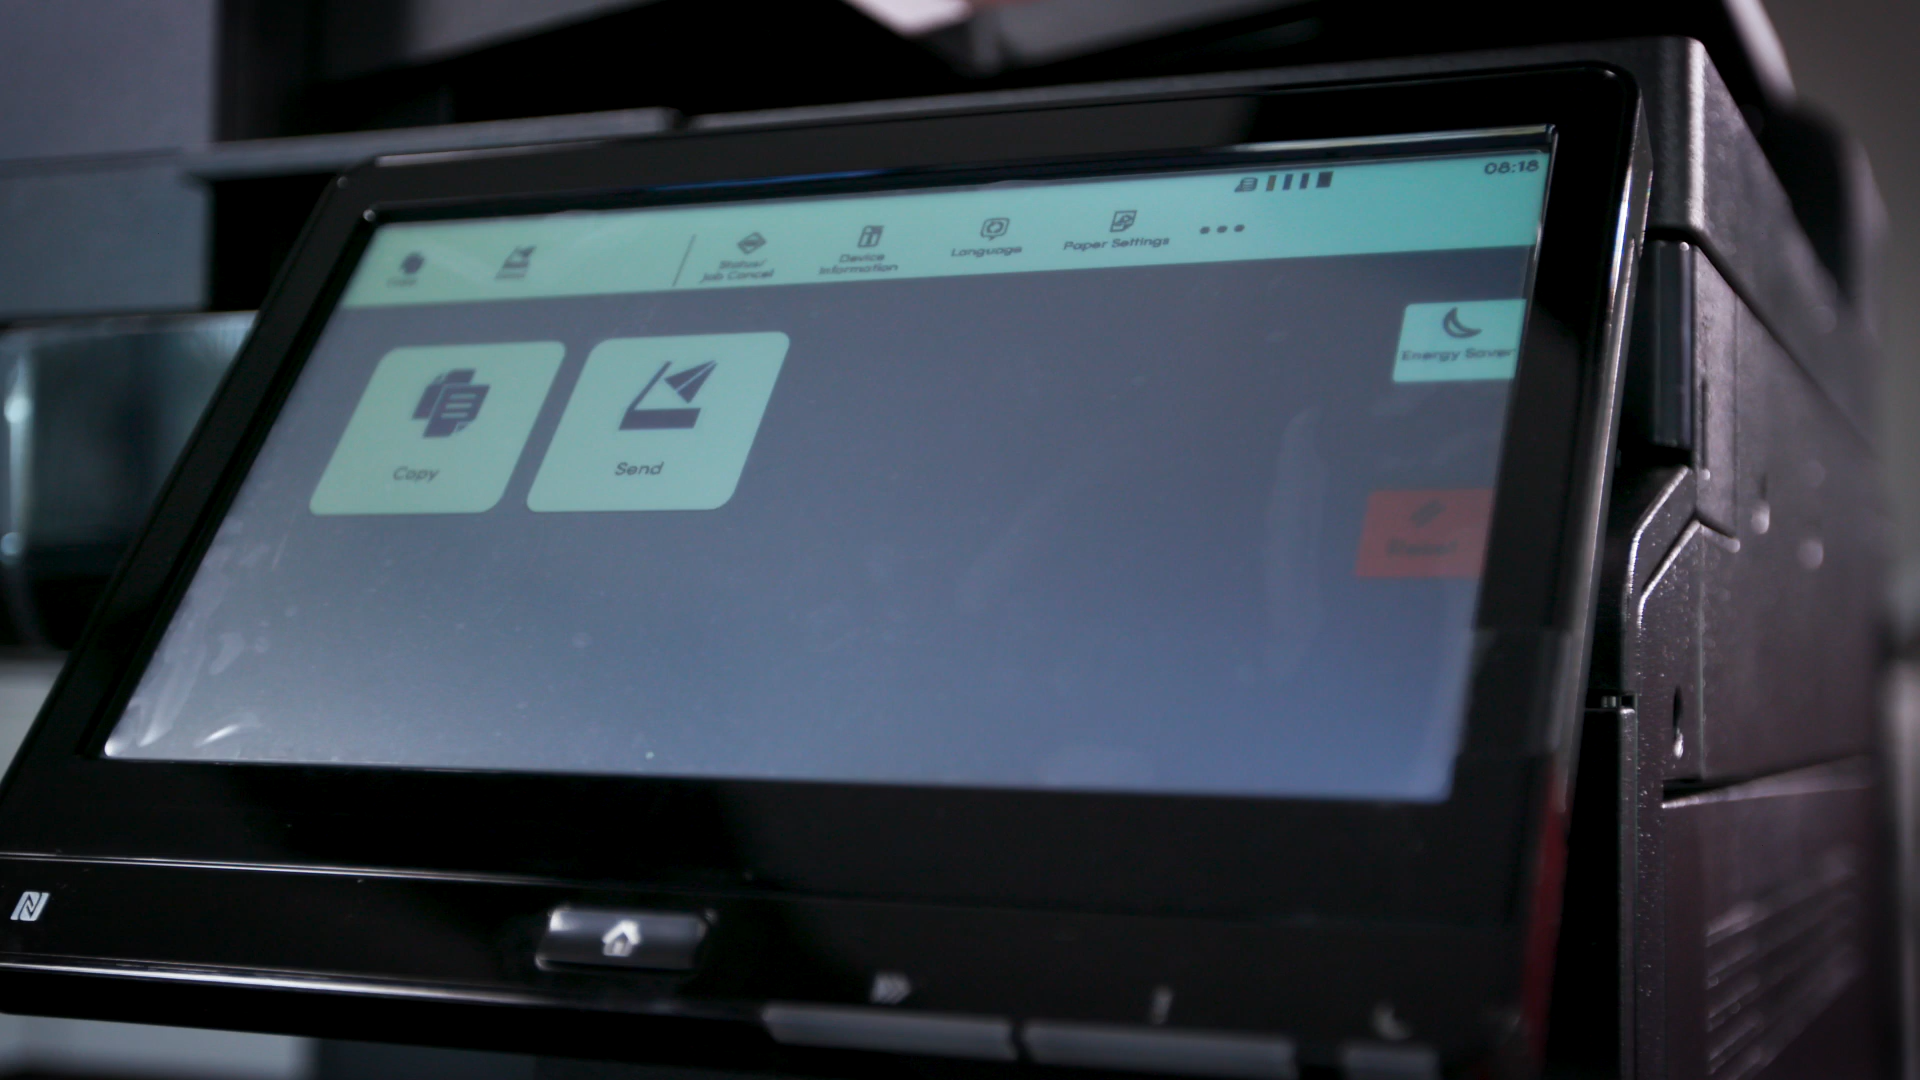 08:18
Status/
Job Cancel
Device
Information
Language
Paper Settings
Energy Saver
Copy
Send